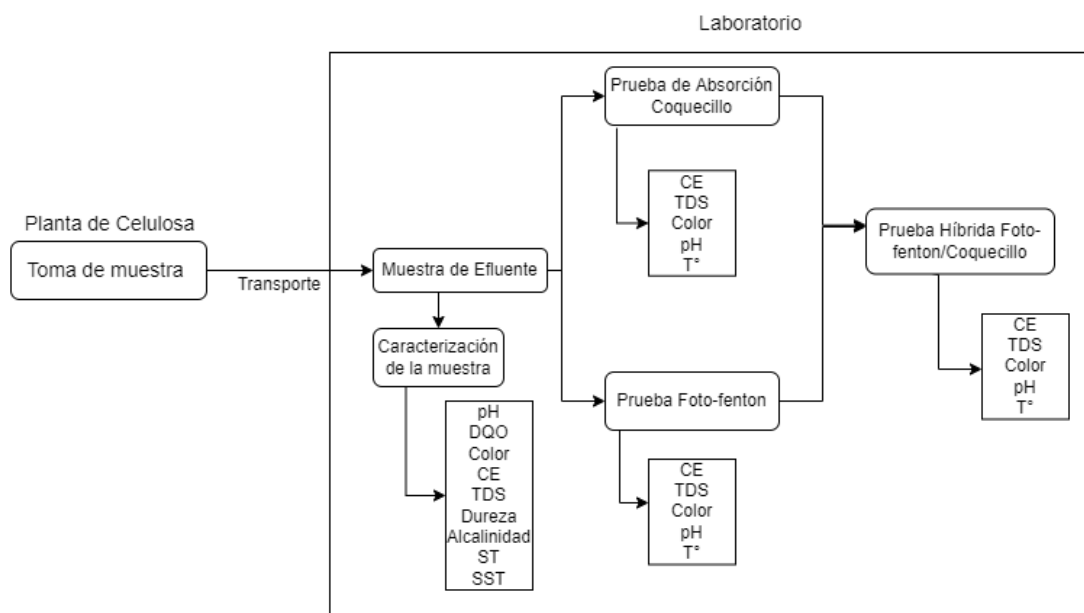 Laboratorio
Planta de Celulosa
Toma de muestra
Transporte
Muestra de Efluente
Caracterización
de la muestra
pH
DQO
Color
CE
TDS
Dureza
Alcalinidad
ST
SST
Prueba de Absorción
Coquecillo
CE
TDS
Color
pH
T°
Prueba Foto-fenton
CE
TDS
Color
pH
T°
Prueba Híbrida Foto-
fenton/Coquecillo
CE
TDS
Color
pH
T°